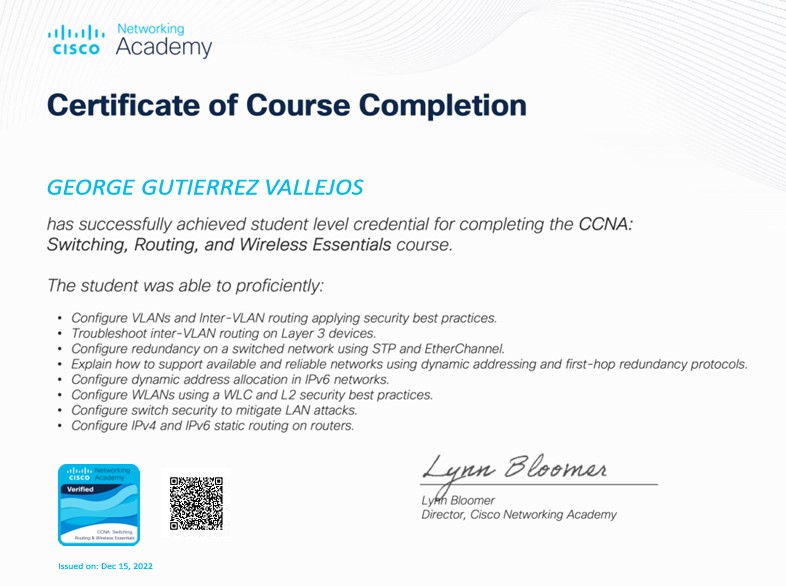 Networking
CISCO Academy
Certificate of Course Completion
GEORGE GUTIERREZ VALLEJOS
has successfully achieved student level credential for completing the CCNA:
Switching, Routing, and Wireless Essentials course.
The student was able to proficiently:
• Configure VLANs and Inter-VLAN routing applying security best practices.
• Troubleshoot inter-VLAN routing on Layer 3 devices.
• Configure redundancy on a switched network using STP and EtherChannel.
• Explain how to support available and reliable networks using dynamic addressing and first-hop redundancy protocols.
• Configure dynamic address allocation in IPv6 networks.
• Configure WLANs using a WLC and L2 security best practices.
• Configure switch security to mitigate LAN attacks.
• Configure IPv4 and IPv6 static routing on routers.
Networking
CISCO Academy
Verified
CCNA: Switching,
Routing & Wireless Essentials
Lynn Bloomer
Lynn Bloomer
Director, Cisco Networking Academy
Issued on: Dec 15, 2022